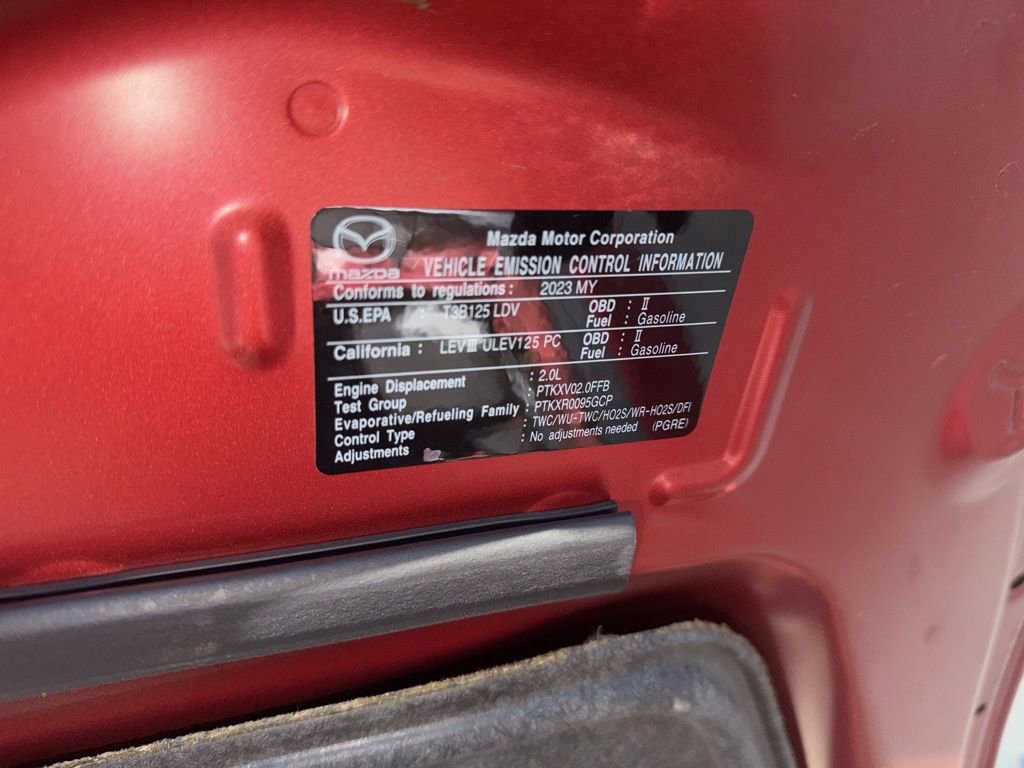 mazda
Mazda Motor Corporation
VEHICLE EMISSION CONTROL INFORMATION
Conforms to regulations : 2023 MY
U.S.EPA : T3B125 LDV OBD : II
Fuel : Gasoline
California : LEVIII ULEV125 PC OBD : II
Fuel : Gasoline
Engine Displacement : 2.0L
Test Group : PTKXV02.0FFB
Evaporative/Refueling Family : PTKXR0095GCP
Control Type : TWC/WU-TWC/HO2S/WR-HO2S/DFI
Adjustments : No adjustments needed (PGRE)